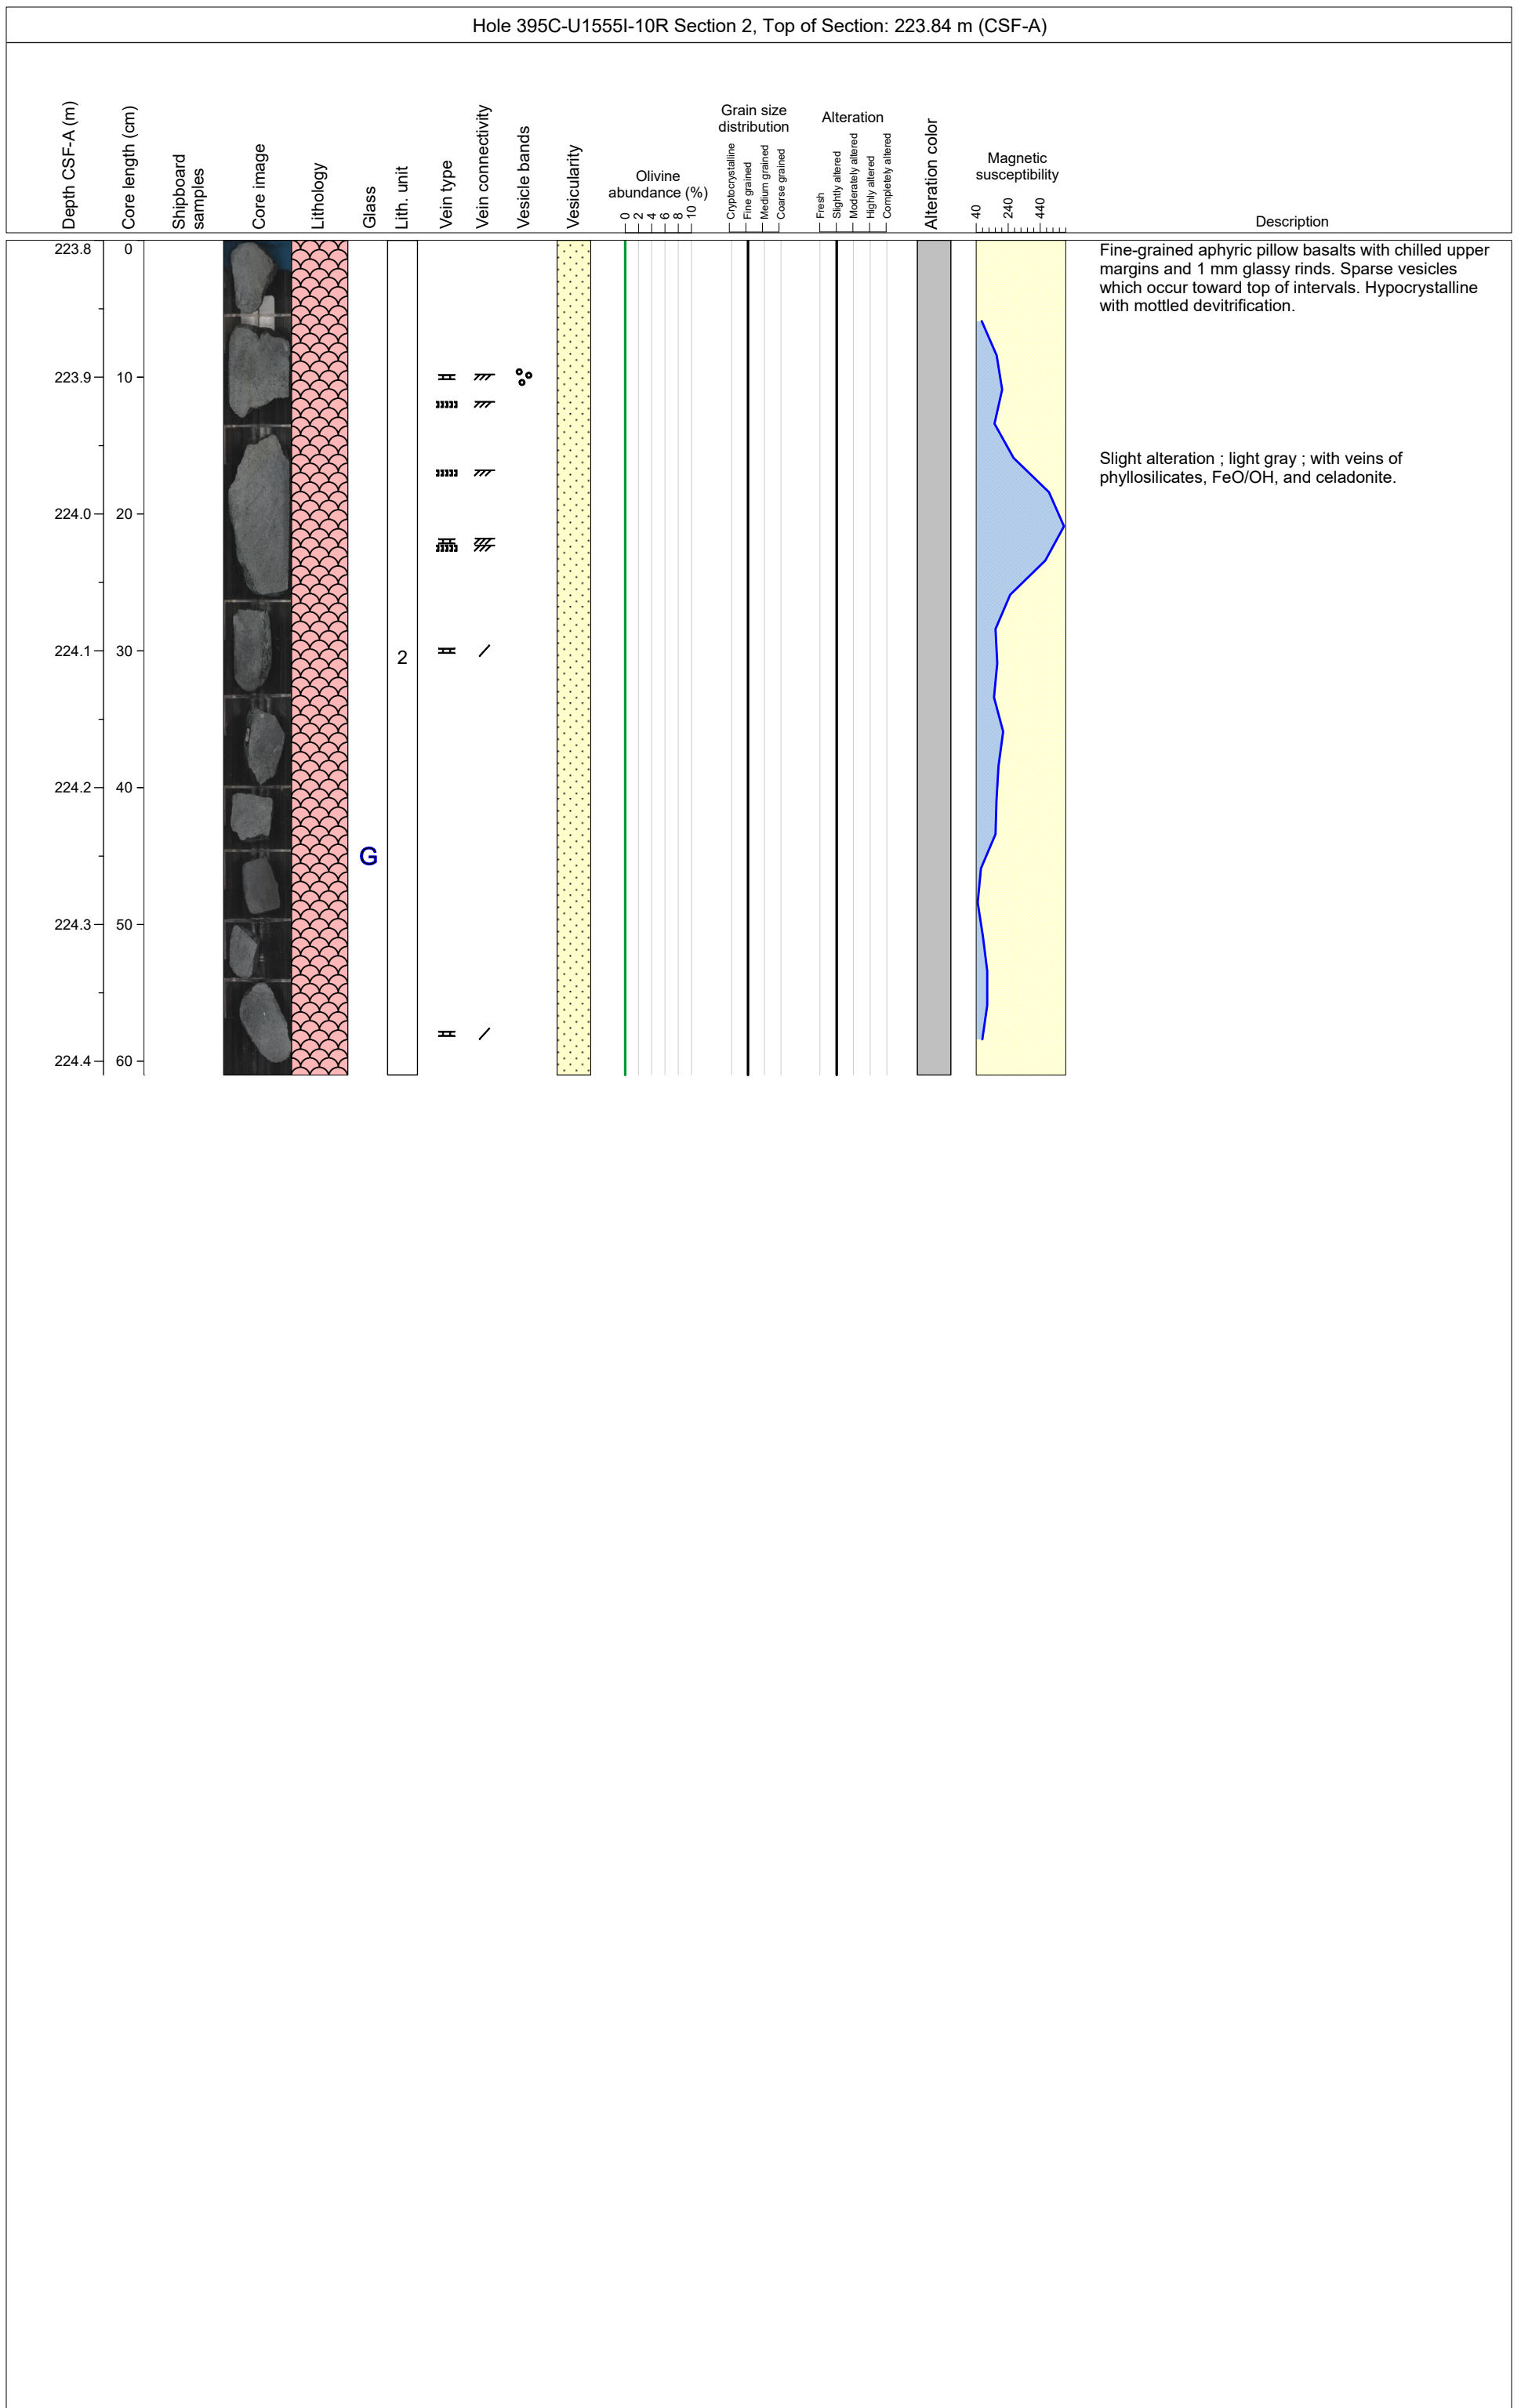 Hole 395C-U1555I-10R Section 2, Top of Section: 223.84 m (CSF-A)
Depth CSF-A (m)
Core length (cm)
Shipboard
samples
Core image
Lithology
Glass
Lith. unit
Vein type
Vein connectivity
Vesicle bands
Vesicularity
Olivine
abundance (%)
0 2 4 6 8 10
Grain size
distribution
Cryptocrystalline
Fine grained
Medium grained
Coarse grained
Alteration
Fresh
Slightly altered
Moderately altered
Highly altered
Completely altered
Alteration color
Magnetic
susceptibility
40 240 440
Description
223.8 0
Fine-grained aphyric pillow basalts with chilled upper
margins and 1 mm glassy rinds. Sparse vesicles
which occur toward top of intervals. Hypocrystalline
with mottled devitrification.
223.9 10
Slight alteration ; light gray ; with veins of
phyllosilicates, FeO/OH, and celadonite.
224.0 20
224.1 30
2
224.2 40
G
224.3 50
224.4 60